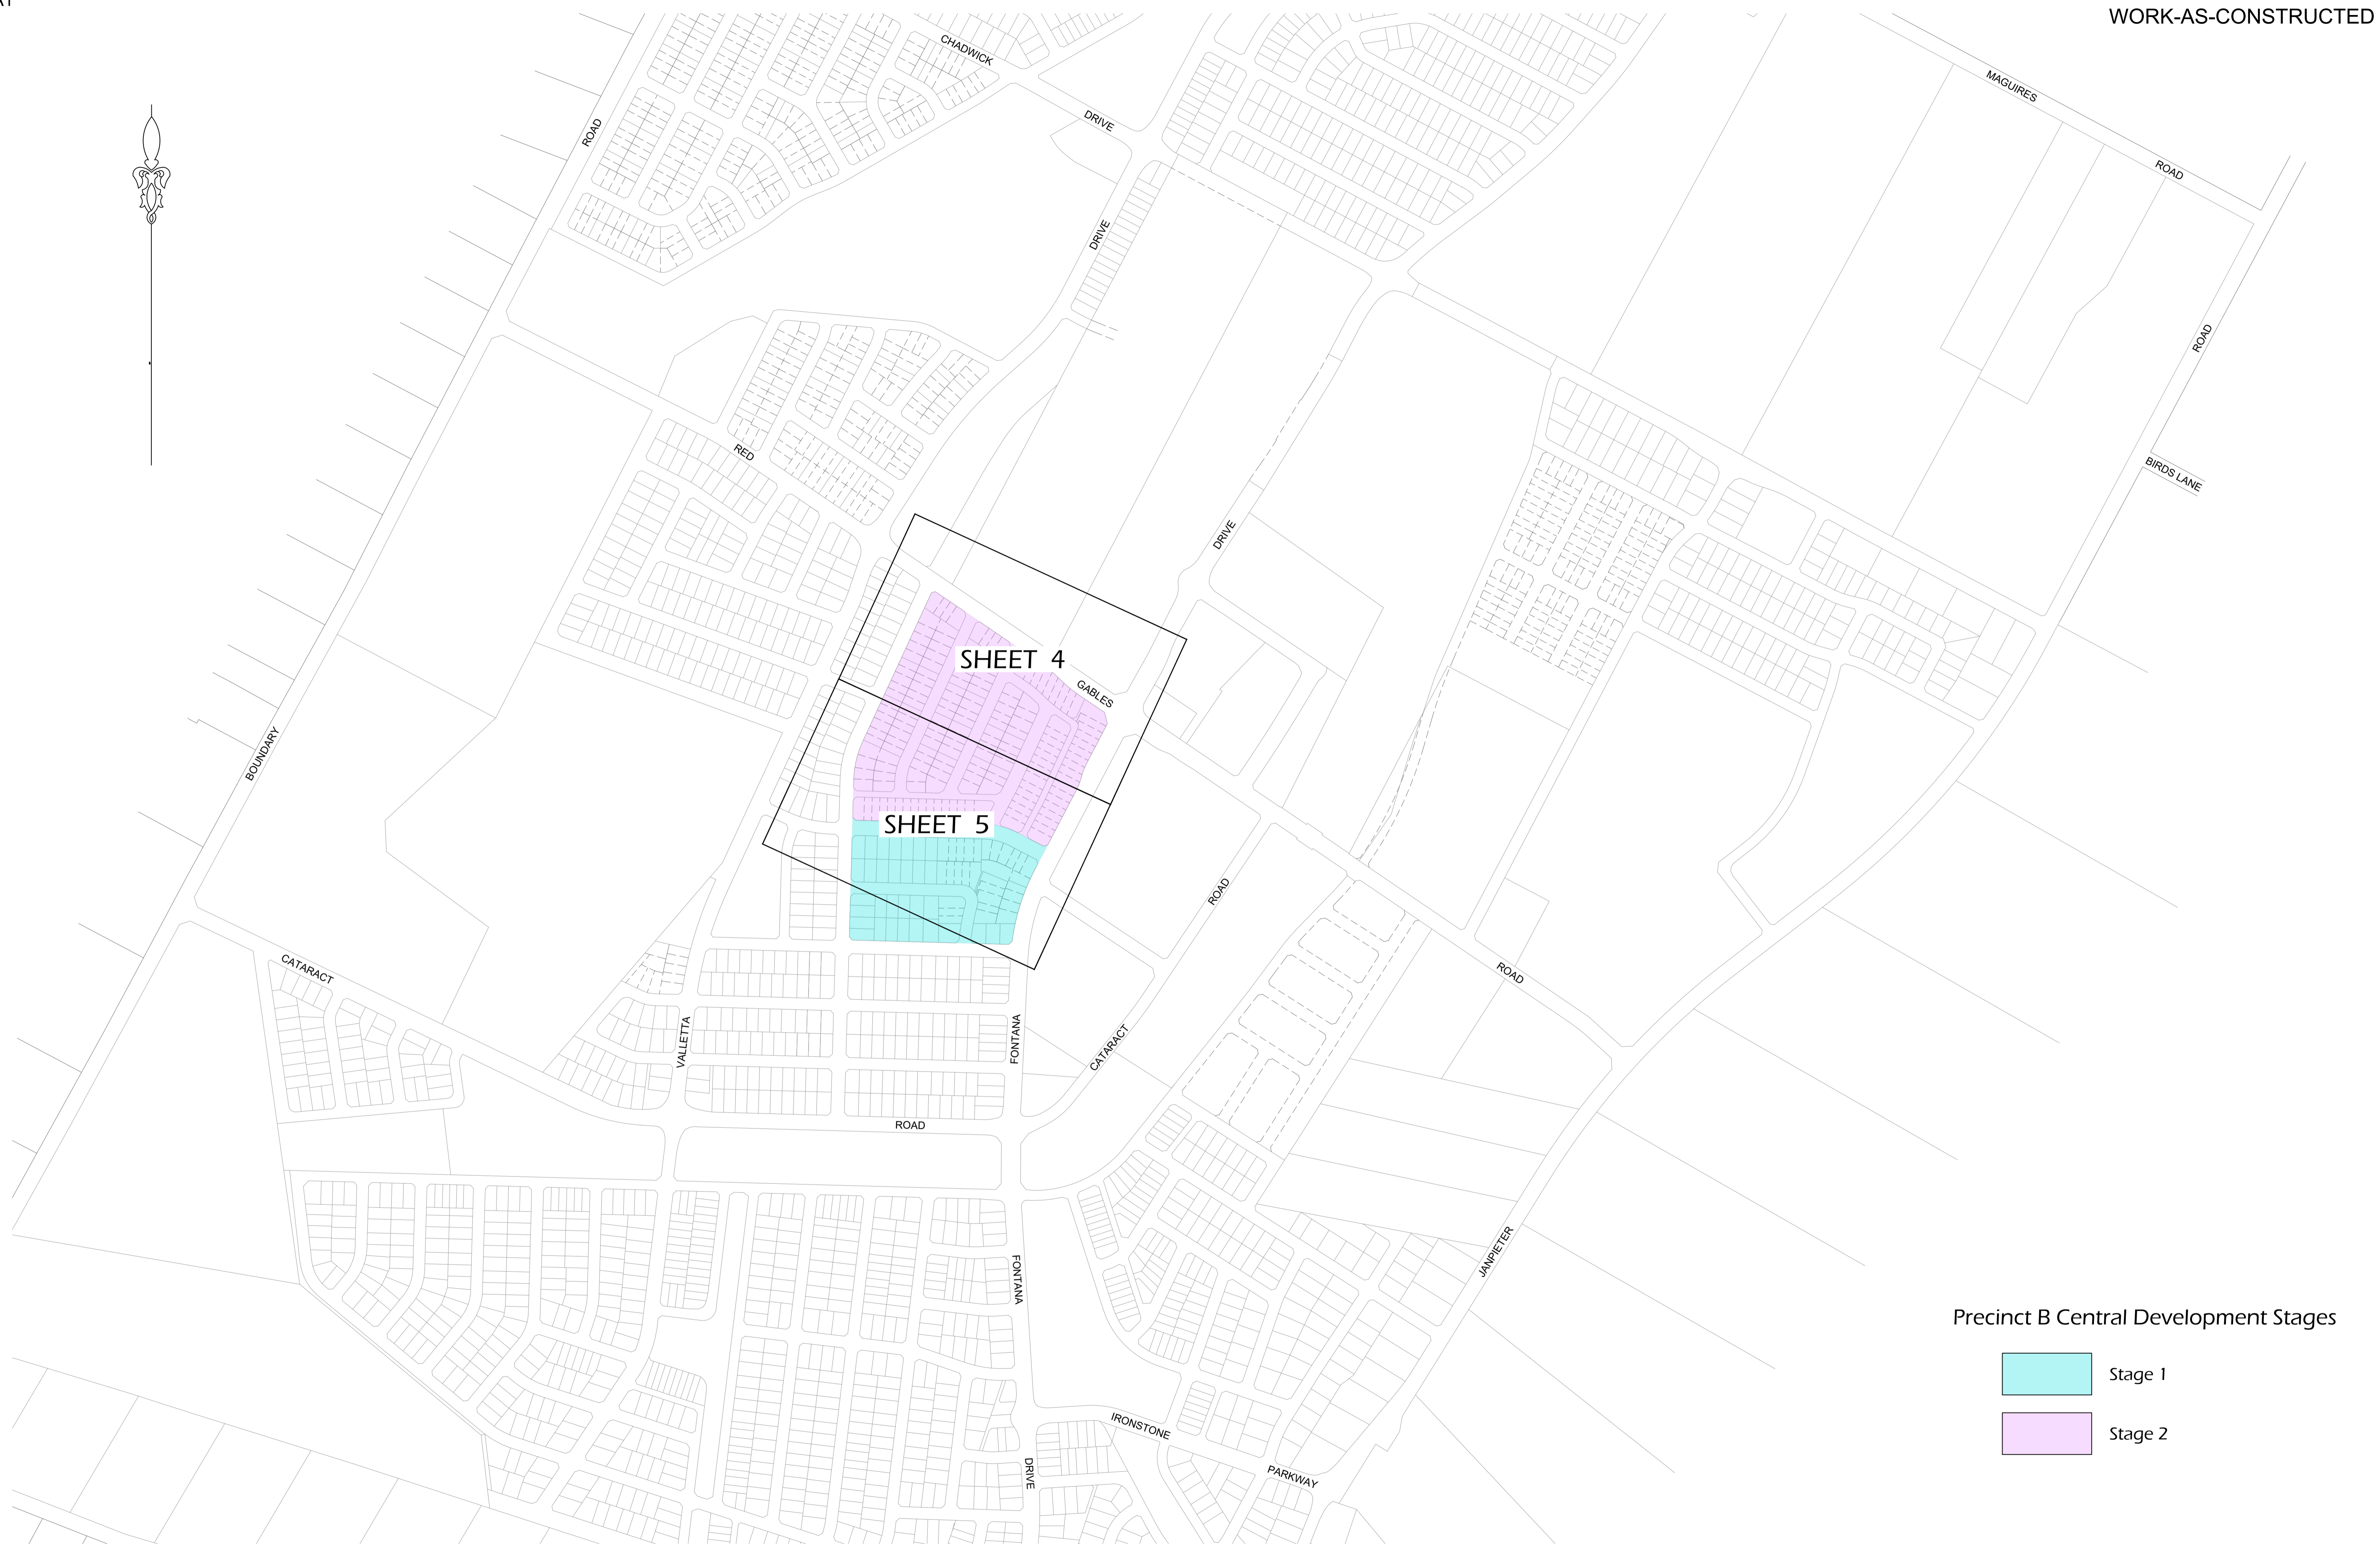 WORK-AS-CONSTRUCTED
CHADWICK
MAGUIRES
DRIVE
ROAD
ROAD
DRIVE
ROAD
RED
BIRDS LANE
DRIVE
SHEET 4
GABLES
BOUNDARY
SHEET 5
ROAD
CATARACT
ROAD
VALLETTA
FONTANA
CATARACT
ROAD
JANPIETER
FONTANA
Precinct B Central Development Stages
Stage 1
Stage 2
IRONSTONE
DRIVE
PARKWAY